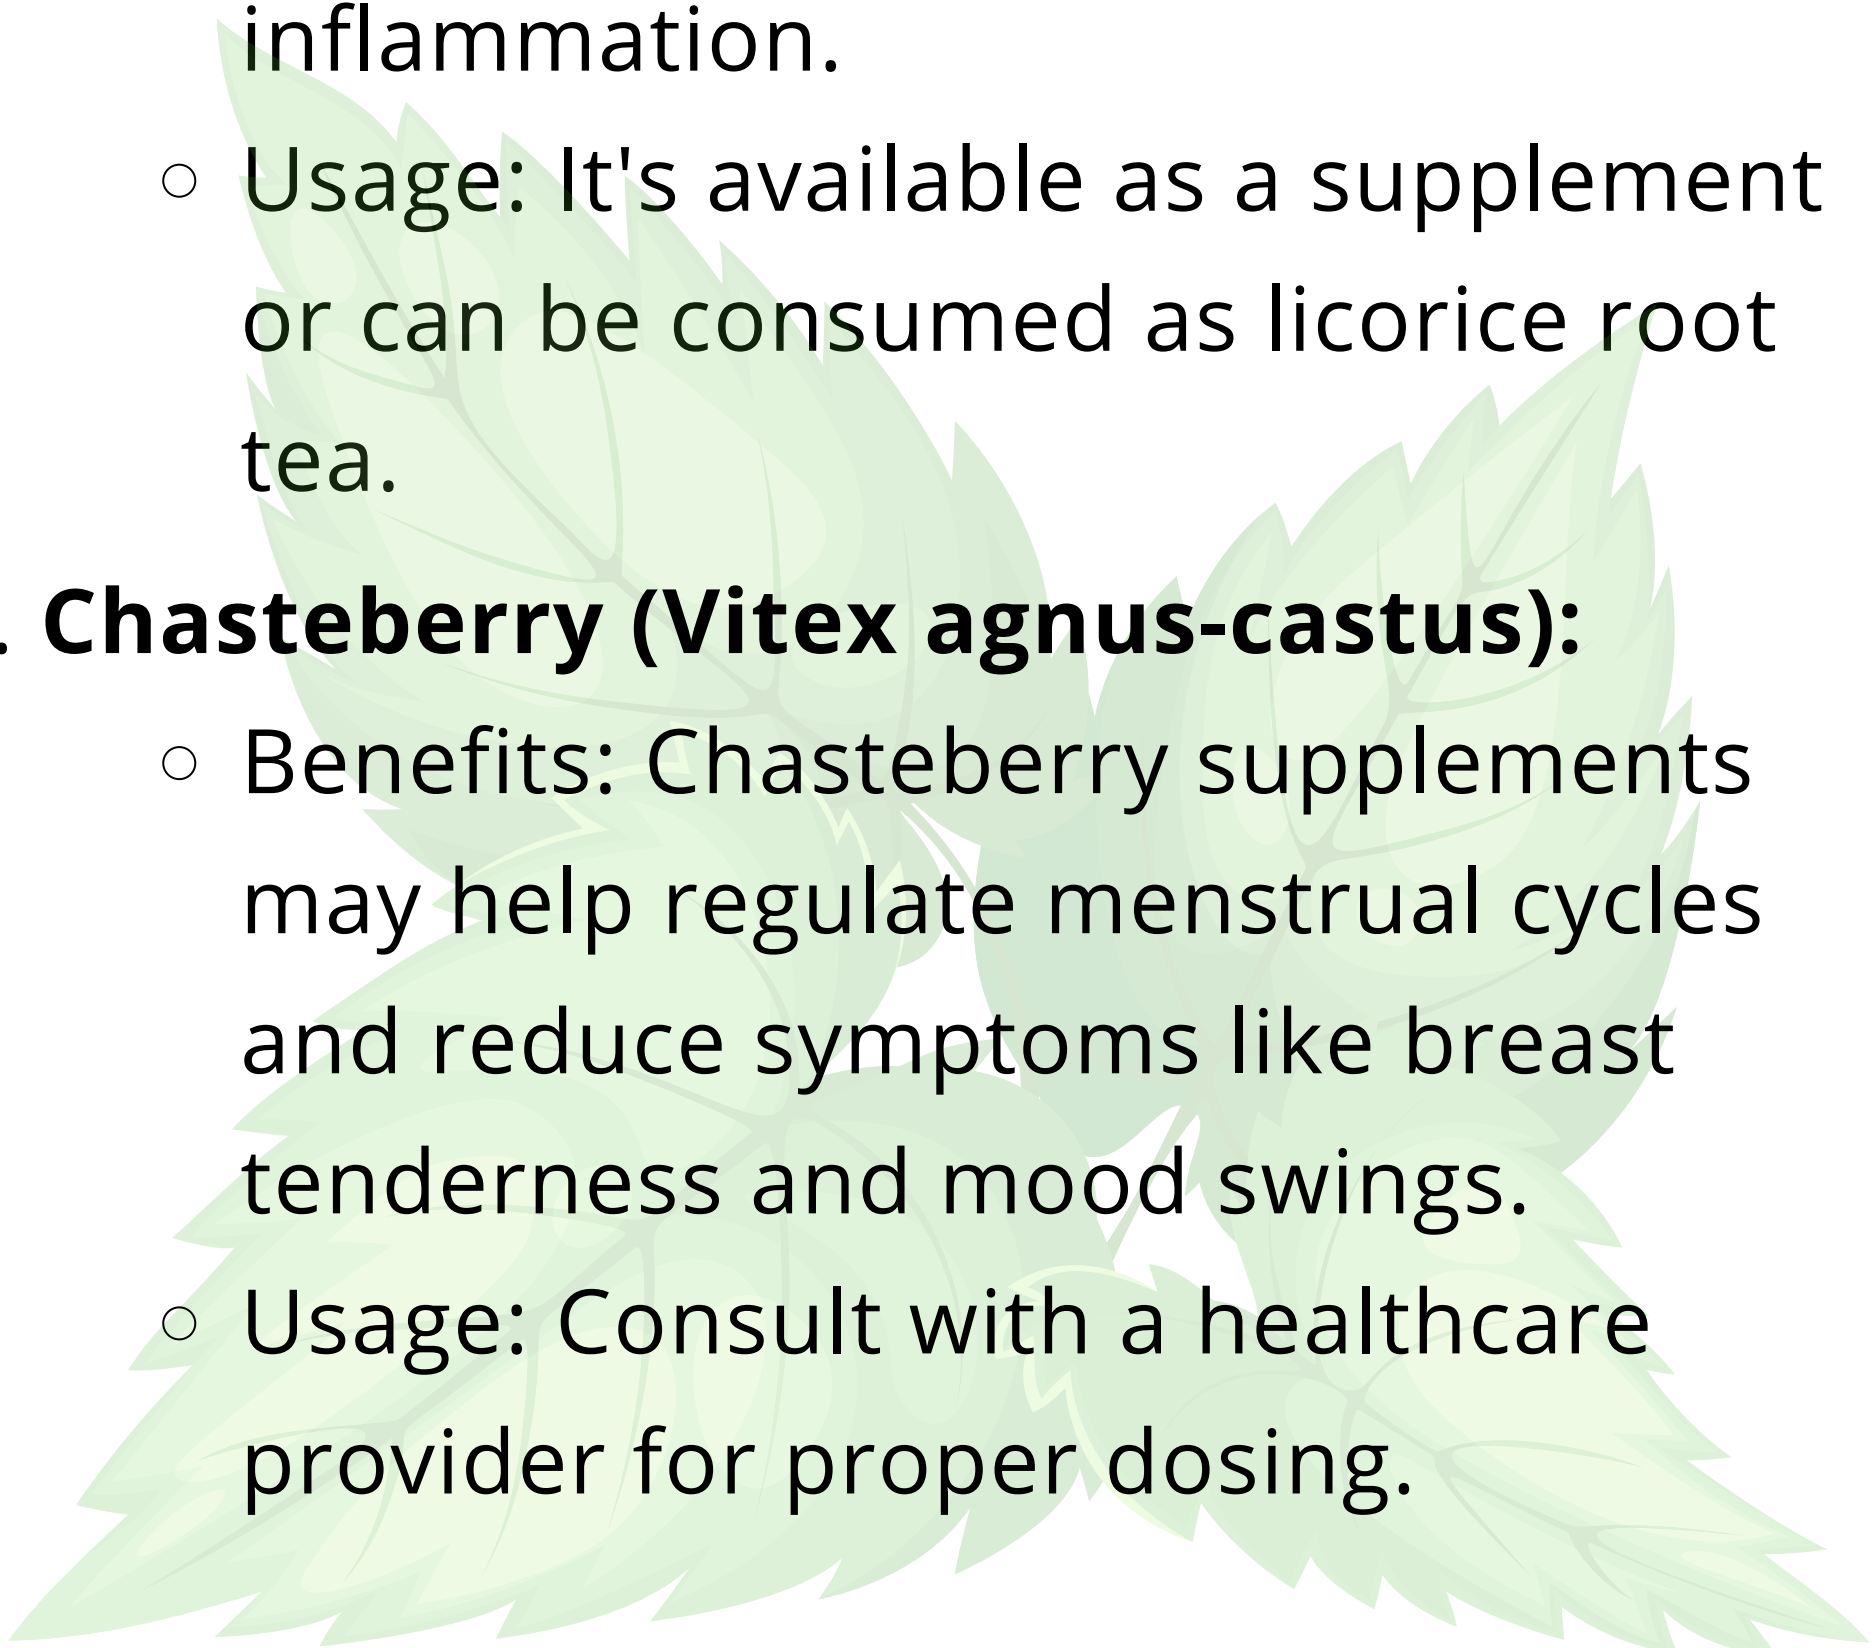 inflammation.
○ Usage: It's available as a supplement
or can be consumed as licorice root
tea.
. Chasteberry (Vitex agnus-castus):
○ Benefits: Chasteberry supplements
may help regulate menstrual cycles
and reduce symptoms like breast
tenderness and mood swings.
○ Usage: Consult with a healthcare
provider for proper dosing.